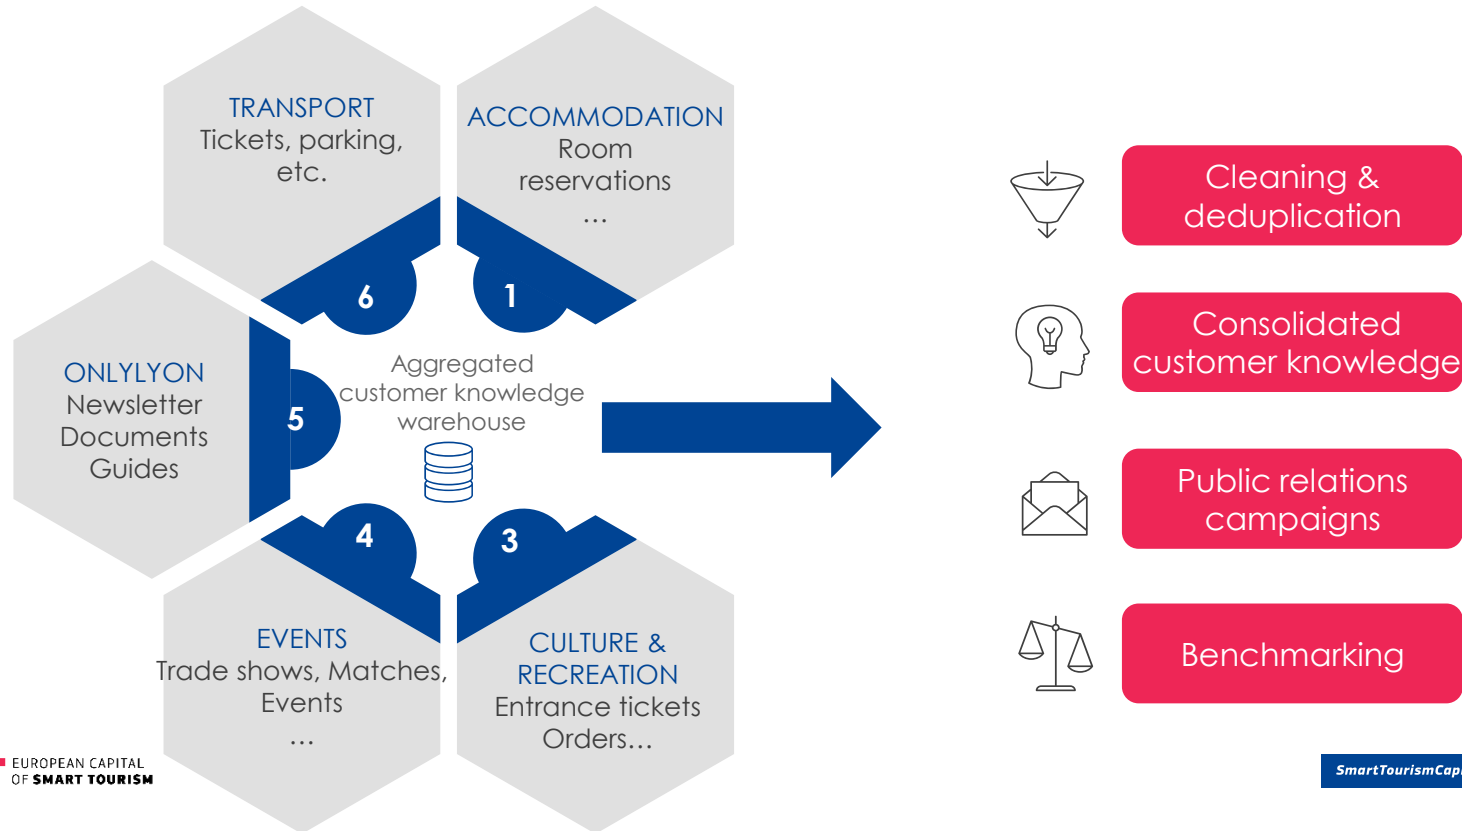 TRANSPORT
Tickets, parking,
etc.
ACCOMMODATION
Room
reservations
…
6
1
ONLYLYON
Newsletter
Documents
Guides
5
Aggregated
customer knowledge
warehouse
4
3
EVENTS
Trade shows, Matches,
Events
…
CULTURE &
RECREATION
Entrance tickets
Orders…
Cleaning &
deduplication
Consolidated
customer knowledge
Public relations
campaigns
Benchmarking
EUROPEAN CAPITAL
OF SMART TOURISM
SmartTourismCap